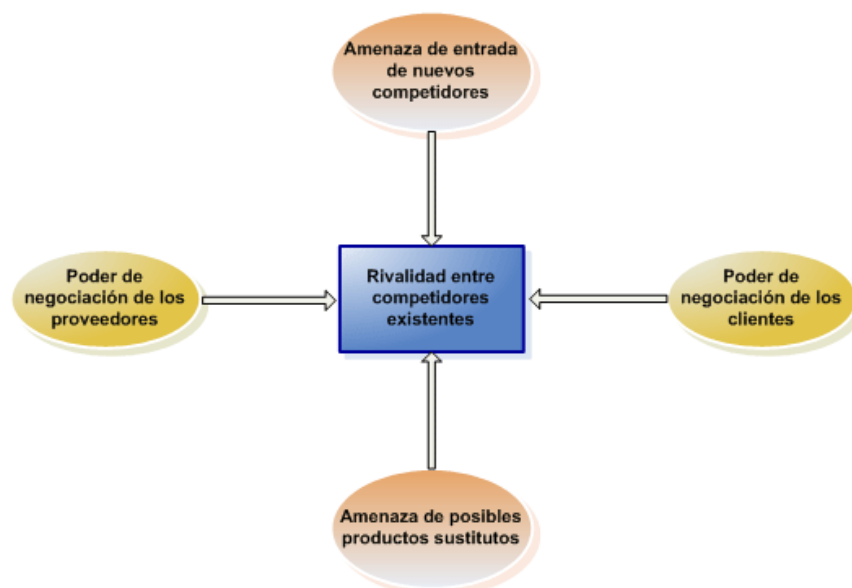 Amenaza de entrada
de nuevos
competidores
Poder de
negociación de los
proveedores
Rivalidad entre
competidores
existentes
Poder de
negociación de los
clientes
Amenaza de posibles
productos sustitutos